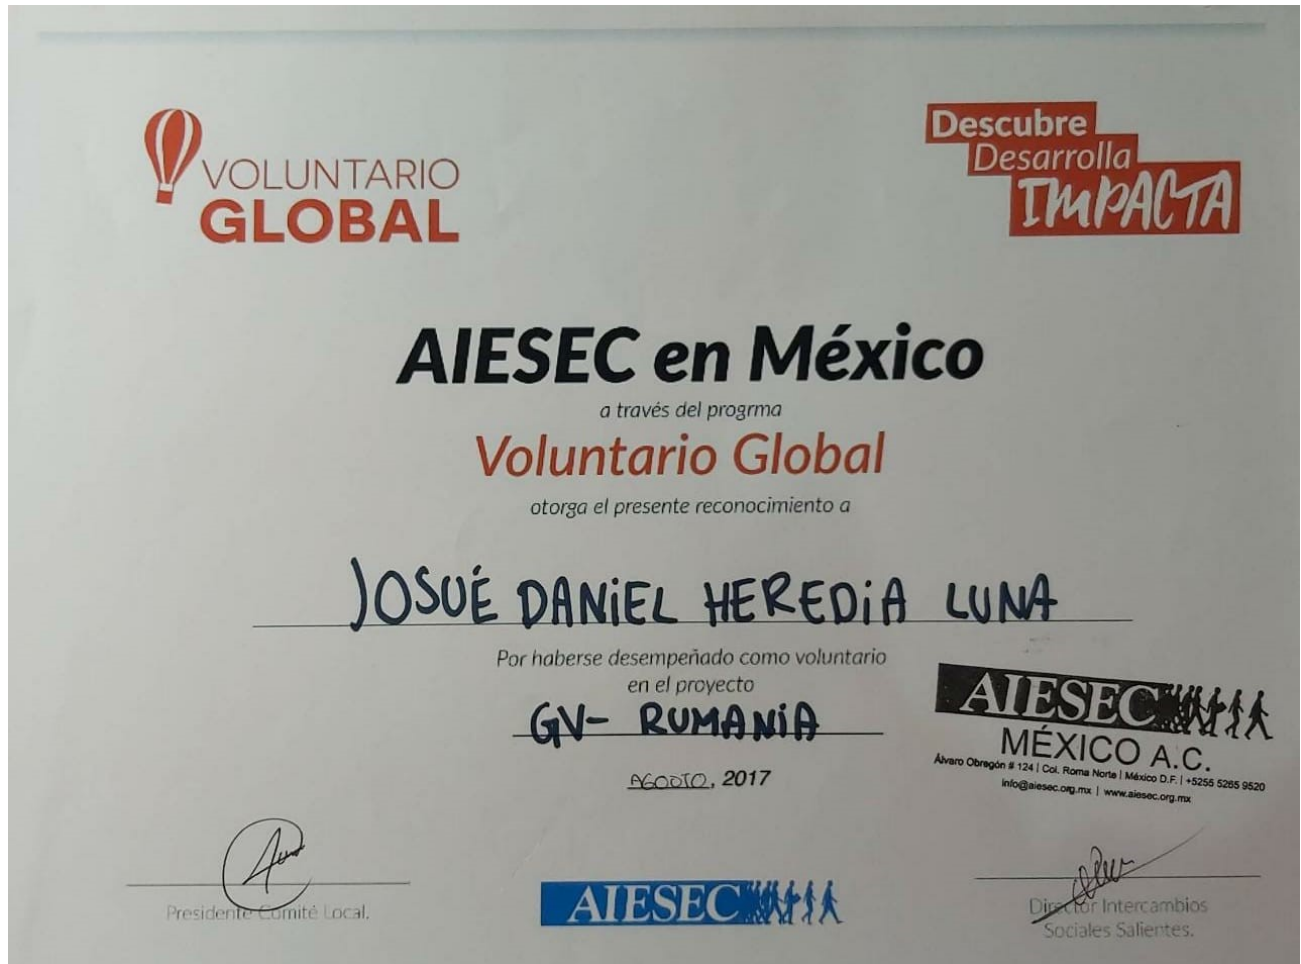 VOLUNTARIO
GLOBAL
Descubre
Desarrolla
IMPACTA
AIESEC en México
a través del progrma
Voluntario Global
otorga el presente reconocimiento a
JOSUÉ DANIEL HEREDIA LUNA
Por haberse desempeñado como voluntario
en el proyecto
GV- RUMANIA
AGOSTO, 2017
AIESEC
MÉXICO A.C.
Álvaro Obregón # 124 | Col. Roma Norte | México D.F. | +5255 5265 9520
info@aiesec.org.mx | www.aiesec.org.mx
Presidente Comité Local.
AIESEC
Director Intercambios
Sociales Salientes.